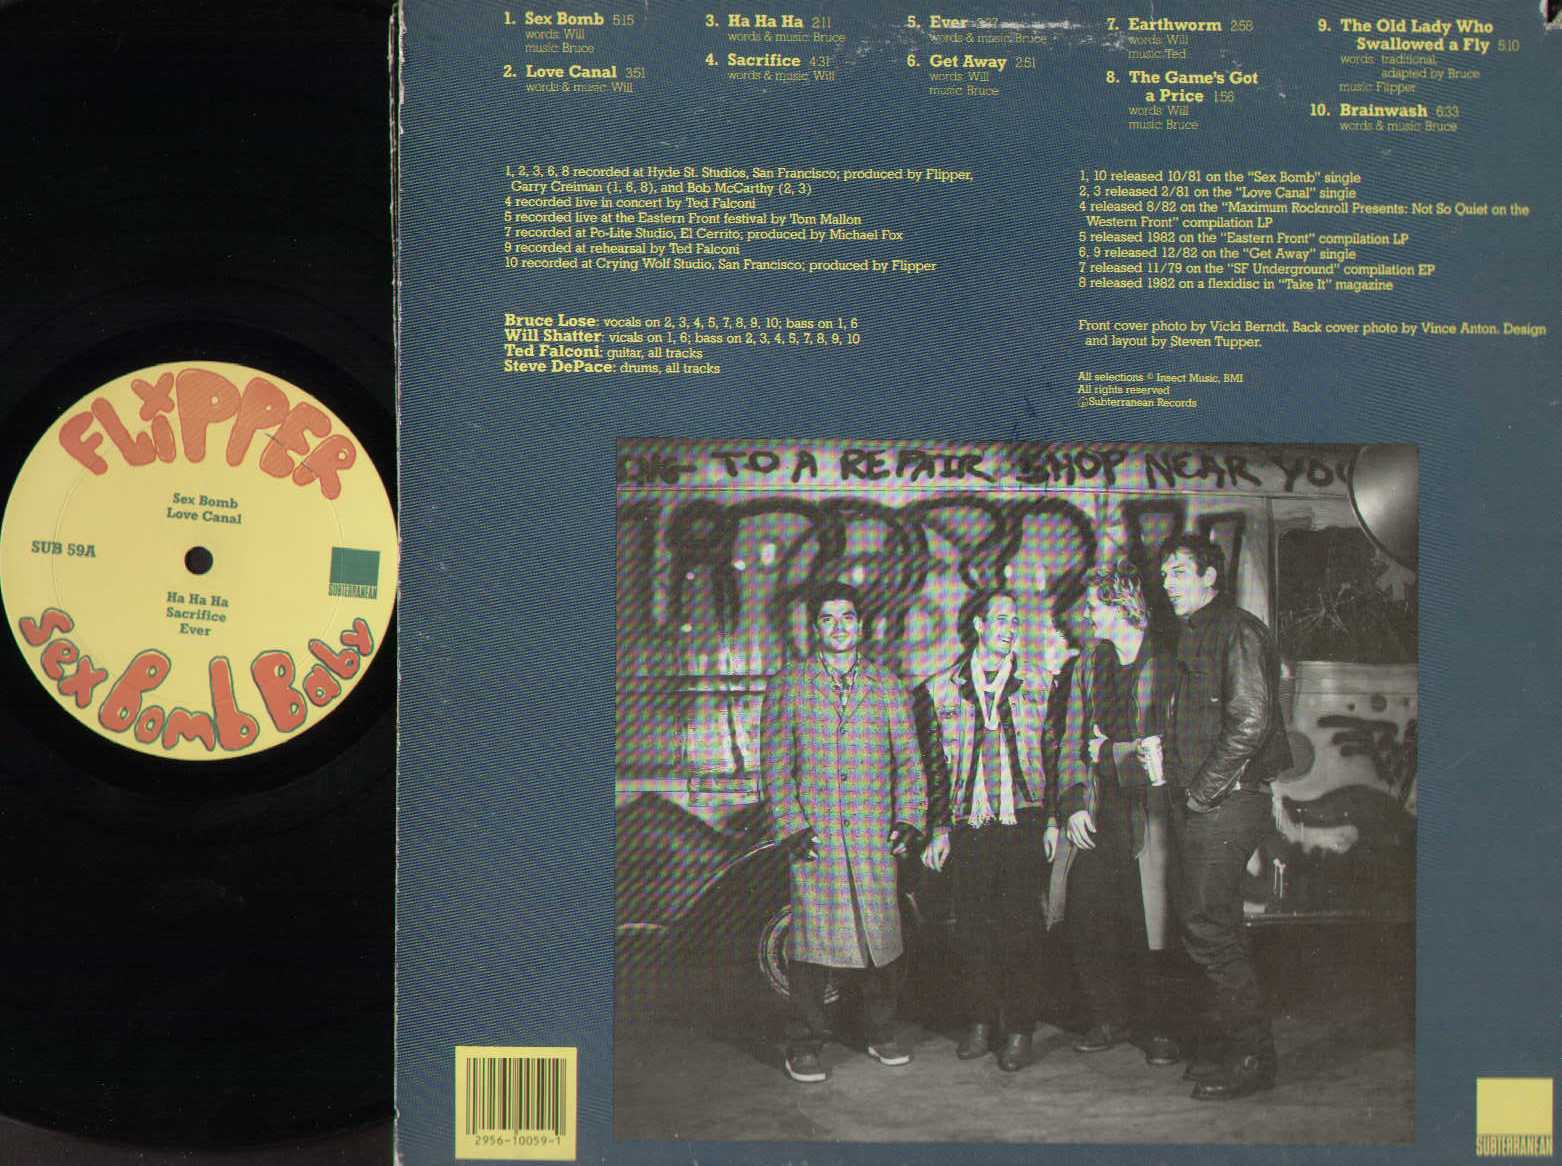 1. Sex Bomb 5:15
words: Will
music: Bruce
2. Love Canal 3:51
words & music: Will
3. Ha Ha Ha 2:11
words & music: Bruce
4. Sacrifice 4:31
words & music: Will
5. Ever
words & music: Bruce
6. Get Away 2:51
words: Will
music: Bruce
7. Earthworm 2:58
words: Will
music: Ted
8. The Game's Got
a Price 1:56
words: Will
music: Bruce
9. The Old Lady Who
Swallowed a Fly 5:10
words: traditional,
adapted by Bruce
music: Flipper
10. Brainwash 6:33
words & music: Bruce
1, 2, 3, 6, 8 recorded at Hyde St. Studios, San Francisco; produced by Flipper,
Garry Creiman (1, 6, 8), and Bob McCarthy (2, 3)
4 recorded live in concert by Ted Falconi
5 recorded live at the Eastern Front festival by Tom Mallon
7 recorded at Po-Lite Studio, El Cerrito; produced by Michael Fox
9 recorded at rehearsal by Ted Falconi
10 recorded at Crying Wolf Studio, San Francisco; produced by Flipper
1, 10 released 10/81 on the "Sex Bomb" single
2, 3 released 2/81 on the "Love Canal" single
4 released 8/82 on the "Maximum Rocknroll Presents: Not So Quiet on the
Western Front" compilation LP
5 released 1982 on the "Eastern Front" compilation LP
6, 9 released 12/82 on the "Get Away" single
7 released 11/79 on the "SF Underground" compilation EP
8 released 1982 on a flexidisc in "Take It" magazine
Bruce Lose: vocals on 2, 3, 4, 5, 7, 8, 9, 10; bass on 1, 6
Will Shatter: vicals on 1, 6; bass on 2, 3, 4, 5, 7, 8, 9, 10
Ted Falconi: guitar, all tracks
Steve DePace: drums, all tracks
Front cover photo by Vicki Berndt. Back cover photo by Vince Anton. Design
and layout by Steven Tupper.
All selections © Insect Music, BMI
All rights reserved
℗Subterranean Records
FLIPPER
Sex Bomb
Love Canal
SUB 59A
SUBTERRANEAN
Ha Ha Ha
Sacrifice
Ever
Sex Bomb Baby
ING TO A REPAIR SHOP NEAR YOU
2956-10059-1
SUBTERRANEAN